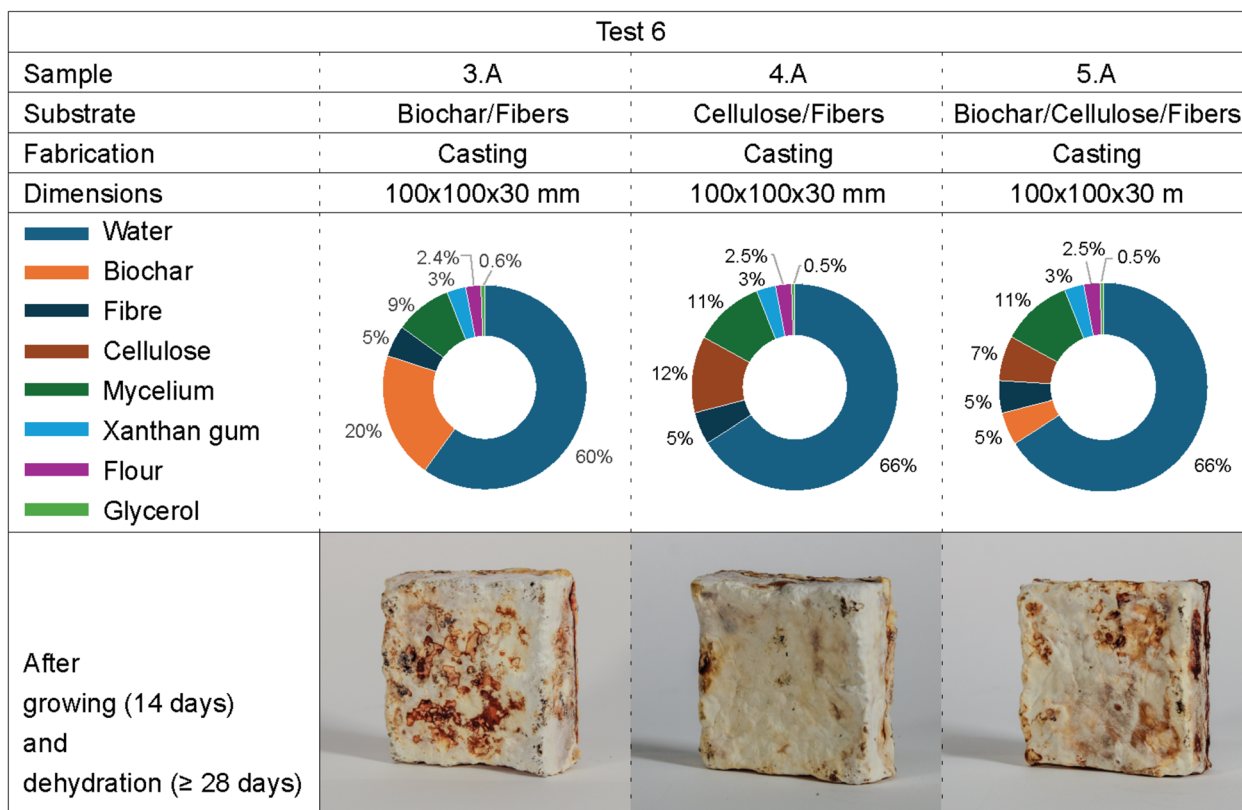 Test 6
Sample 3.A 4.A 5.A
Substrate Biochar/Fibers Cellulose/Fibers Biochar/Cellulose/Fibers
Fabrication Casting Casting Casting
Dimensions 100x100x30 mm 100x100x30 mm 100x100x30 m
Water
Biochar
Fibre
Cellulose
Mycelium
Xanthan gum
Flour
Glycerol
2.4% 0.6%
3%
9%
5%
20%
60%
2.5% 0.5%
3%
11%
12%
5%
66%
2.5% 0.5%
3%
11%
7%
5%
5%
66%
After
growing (14 days)
and
dehydration (≥ 28 days)